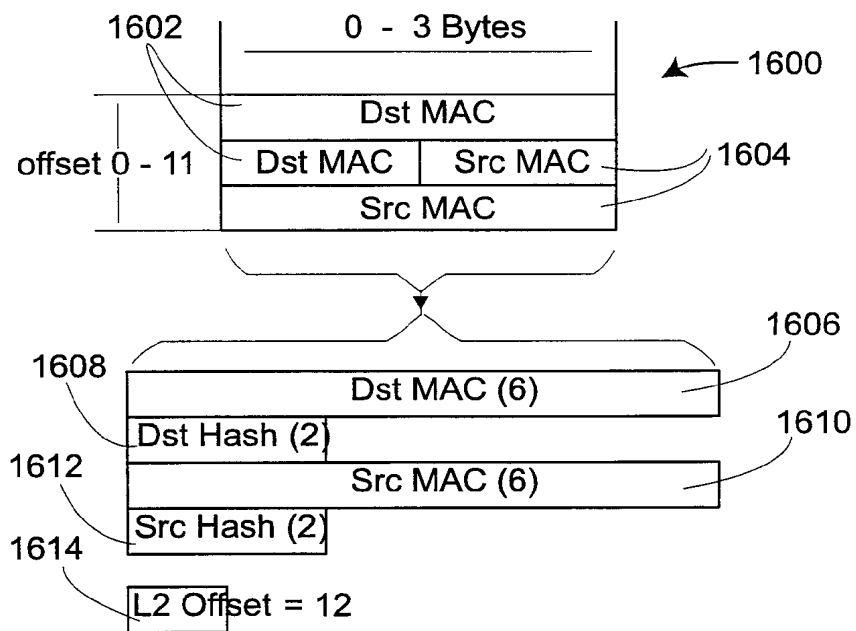 1602
0 - 3 Bytes
1600
Dst MAC
offset 0 - 11
Dst MAC
Src MAC
1604
Src MAC
1606
1608
Dst MAC (6)
Dst Hash (2)
1610
1612
Src MAC (6)
Src Hash (2)
1614
L2 Offset = 12